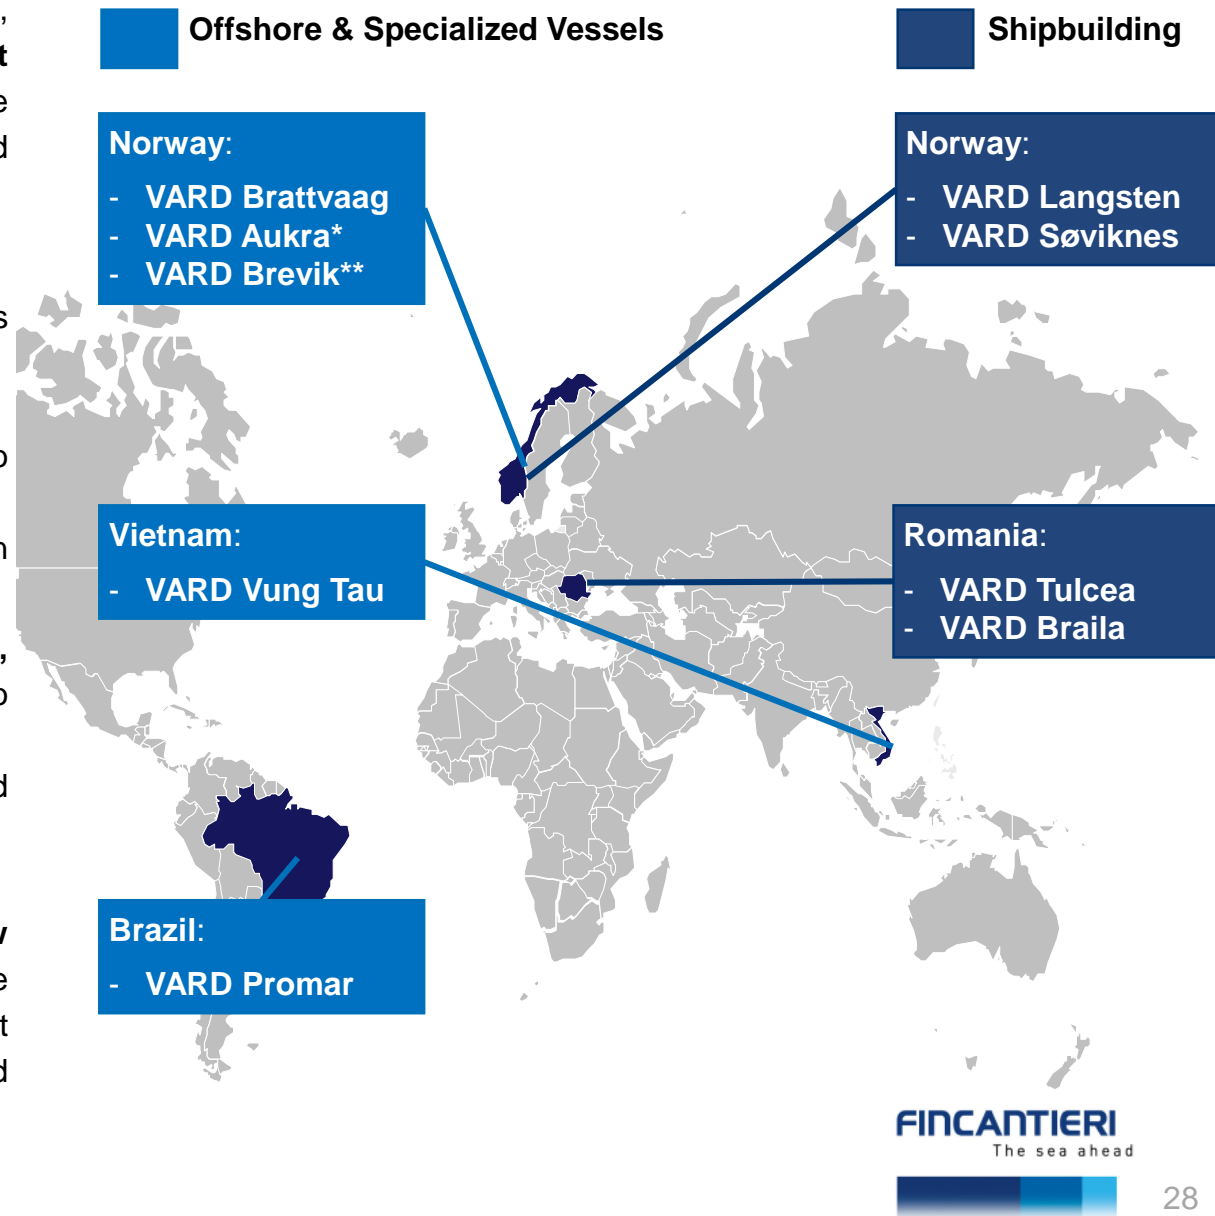 ,
t
e
d
s
o
n
,
o
d
w
e
t
d
Offshore & Specialized Vessels
Shipbuilding
Norway:
- VARD Brattvaag
- VARD Aukra*
- VARD Brevik**
Norway:
- VARD Langsten
- VARD Søviknes
Vietnam:
- VARD Vung Tau
Romania:
- VARD Tulcea
- VARD Braila
Brazil:
- VARD Promar
FINCANTIERI
The sea ahead
28